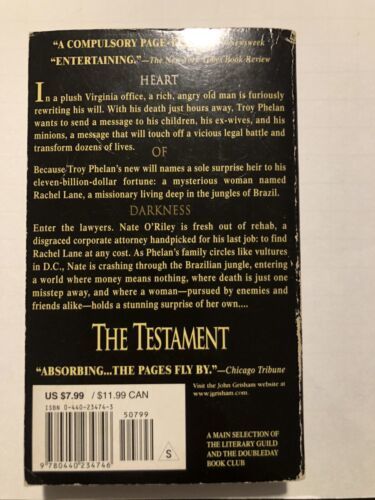 "A COMPULSORY PAGE-T
Newsweek
"ENTERTAINING."—The New York Times Book Review
HEART
In a plush Virginia office, a rich, angry old man is furiously
rewriting his will. With his death just hours away, Troy Phelan
wants to send a message to his children, his ex-wives, and his
minions, a message that will touch off a vicious legal battle and
transform dozens of lives.
OF
Because Troy Phelan's new will names a sole surprise heir to his
eleven-billion-dollar fortune: a mysterious woman named
Rachel Lane, a missionary living deep in the jungles of Brazil.
DARKNESS
Enter the lawyers. Nate O'Riley is fresh out of rehab, a
disgraced corporate attorney handpicked for his last job: to find
Rachel Lane at any cost. As Phelan's family circles like vultures
in D.C., Nate is crashing through the Brazilian jungle, entering
a world where money means nothing, where death is just one
misstep away, and where a woman—pursued by enemies and
friends alike—holds a stunning surprise of her own....
THE TESTAMENT
"ABSORBING...THE PAGES FLY BY."—Chicago Tribune
US $7.99 / $11.99 CAN
ISBN 0-440-23474-3
50799
9 780440 234746
S
Visit the John Grisham website at
www.jgrisham.com.
A MAIN SELECTION OF
THE LITERARY GUILD
AND THE DOUBLEDAY
BOOK CLUB